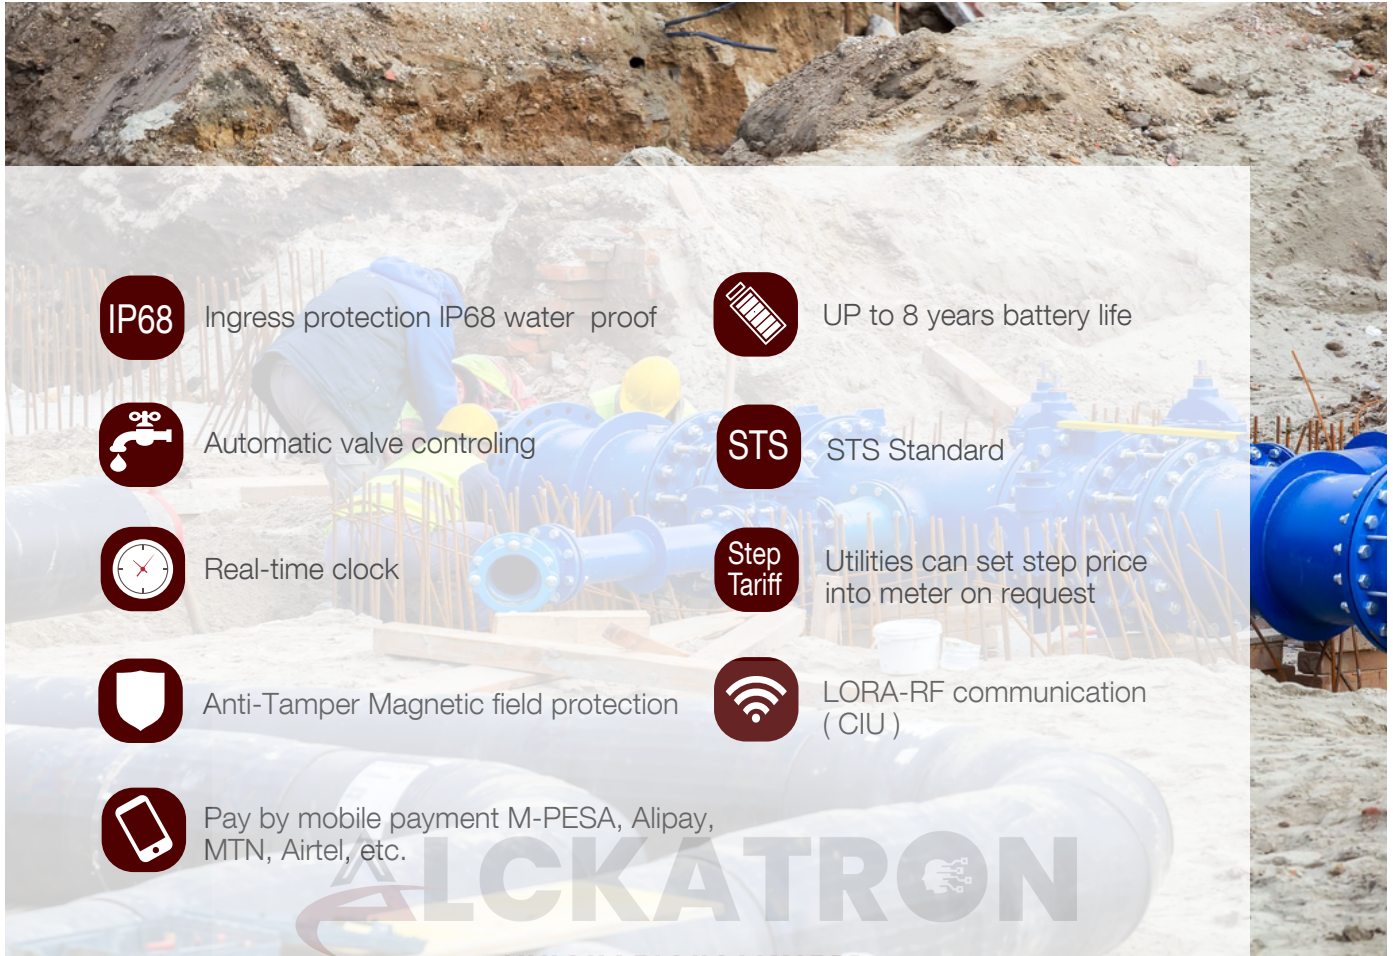 IP68
Ingress protection IP68 water proof
UP to 8 years battery life
Automatic valve controling
STS
STS Standard
Real-time clock
Step
Tariff
Utilities can set step price
into meter on request
Anti-Tamper Magnetic field protection
LORA-RF communication
( CIU )
Pay by mobile payment M-PESA, Alipay,
MTN, Airtel, etc.
ALCKATRON